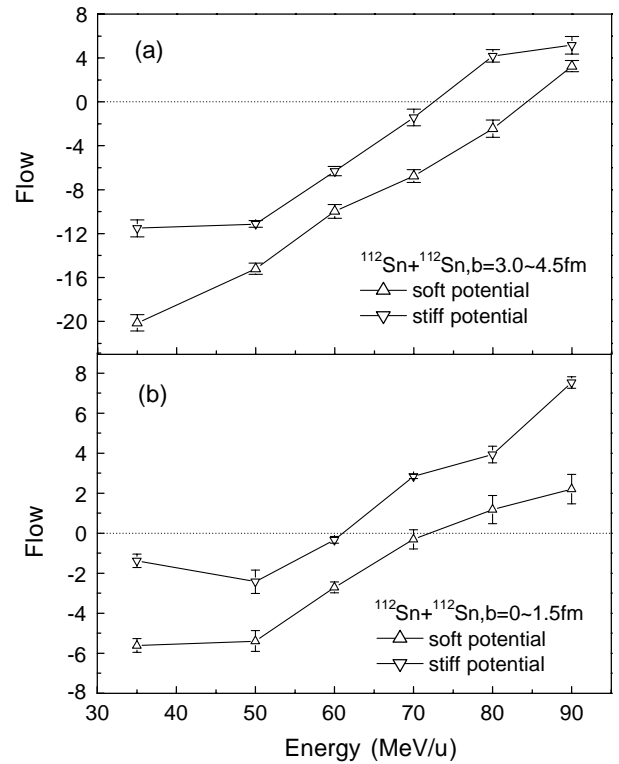 (a)
4
0
-4
-8
-12
-16
-20
Flow
¹¹²Sn+¹¹²Sn,b=3.0~4.5fm
soft potential
stiff potential
(b)
8
6
4
2
0
-2
-4
-6
-8
Flow
¹¹²Sn+¹¹²Sn,b=0~1.5fm
soft potential
stiff potential
30 40 50 60 70 80 90
Energy (MeV/u)